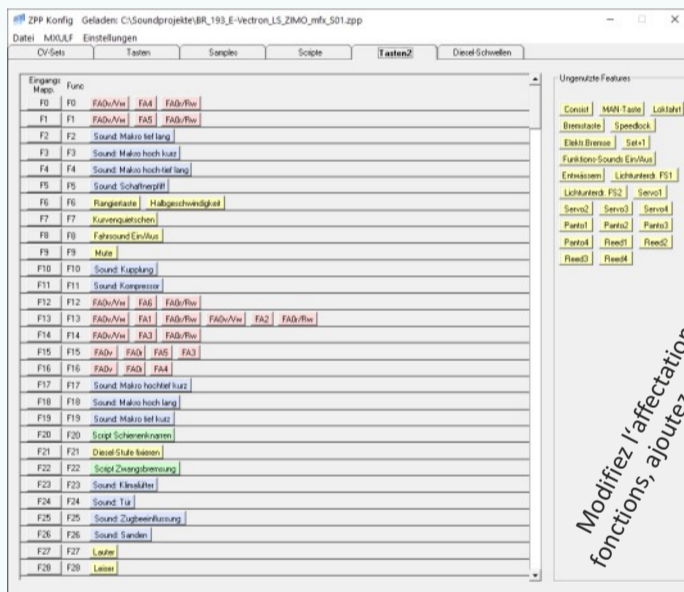 ZPP Konfig Geladen: C:\Soundprojekte\BR_193_E-Vectron_LS_ZIMO_mfx_S01.zpp
Datei MXULF Einstellungen
CV-Sets Tasten Samples Scripte Tasten2 Diesel-Schwellen
Eingangs Mapp. Func
F0 F0 FA0v/Vw FA4 FA0r/Rw
F1 F1 FA0v/Vw FA5 FA0r/Rw
F2 F2 Sound: Makro tief lang
F3 F3 Sound: Makro hoch kurz
F4 F4 Sound: Makro hoch-tief lang
F5 F5 Sound: Schaffnerpfiff
F6 F6 Rangiertaste Halbgeschwindigkeit
F7 F7 Kurvenquietschen
F8 F8 Fahrsound Ein/Aus
F9 F9 Mute
F10 F10 Sound: Kupplung
F11 F11 Sound: Kompressor
F12 F12 FA0v/Vw FA6 FA0r/Rw
F13 F13 FA0v/Vw FA1 FA0r/Rw FA0v/Vw FA2 FA0r/Rw
F14 F14 FA0v/Vw FA3 FA0r/Rw
F15 F15 FA0v FA0r FA5 FA3
F16 F16 FA0v FA0r FA4
F17 F17 Sound: Makro hochtief kurz
F18 F18 Sound: Makro hoch lang
F19 F19 Sound: Makro tief kurz
F20 F20 Script Schienenknarren
F21 F21 Diesel-Stufe fixieren
F22 F22 Script Zwangsbremsung
F23 F23 Sound: Klimalüfter
F24 F24 Sound: Tür
F25 F25 Sound: Zugbeeinflussung
F26 F26 Sound: Sanden
F27 F27 Lauter
F28 F28 Leiser
Ungenutzte Features
Consist MAN-Taste Lokfahrt
Bremstaste Speedlock
Elektr.Bremse Set+1
Funktions-Sounds Ein/Aus
Entwässern Lichtunterdr. FS1
Lichtunterdr. FS2 Servo1
Servo2 Servo3 Servo4
Panto1 Panto2 Panto3
Panto4 Reed1 Reed2
Reed3 Reed4
Modifiez l'affectation
fonctions, ajoutez